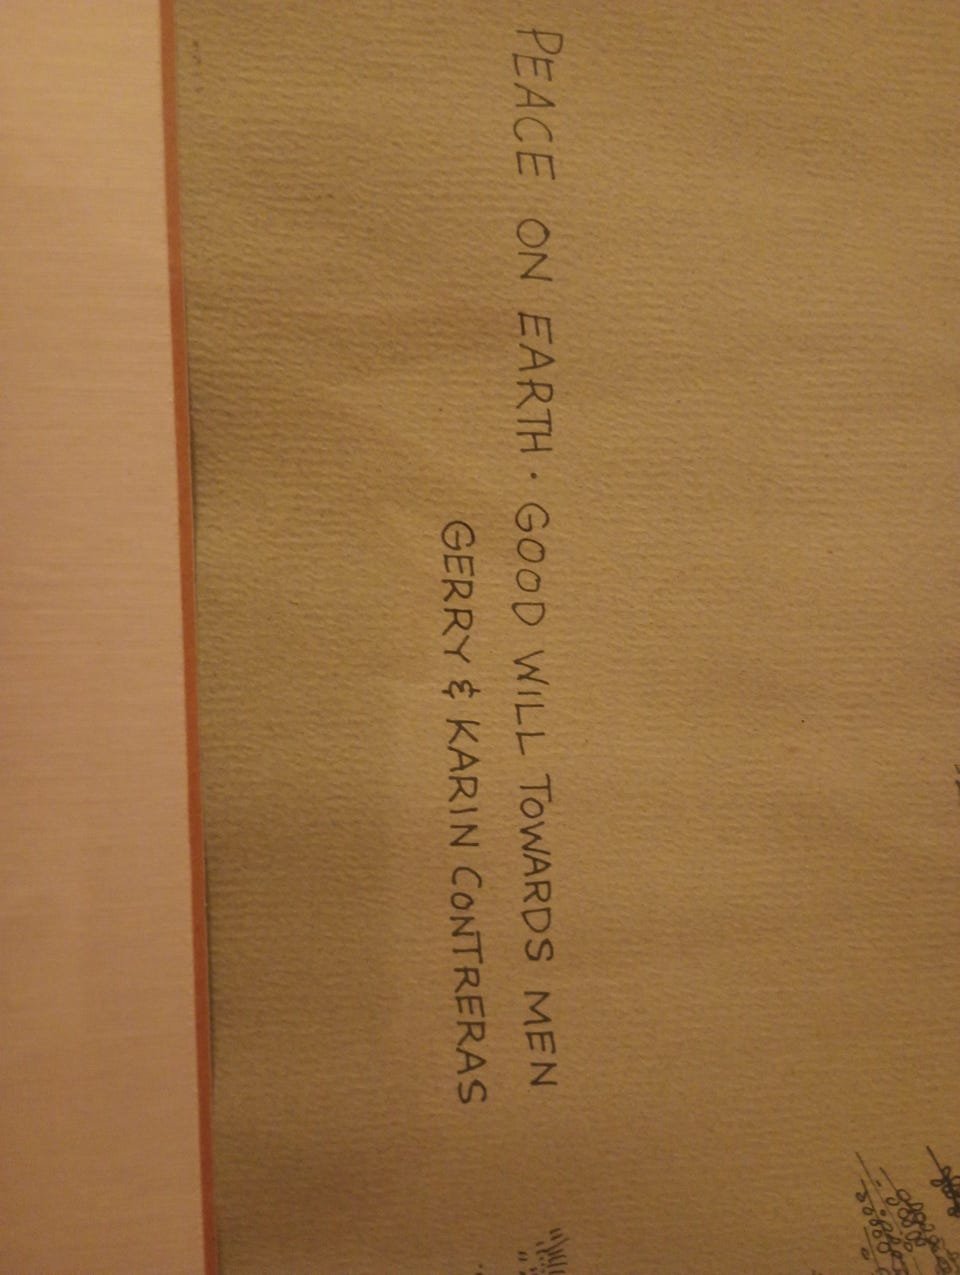 PEACE ON EARTH · GOOD WILL TOWARDS MEN
GERRY & KARIN CONTRERAS